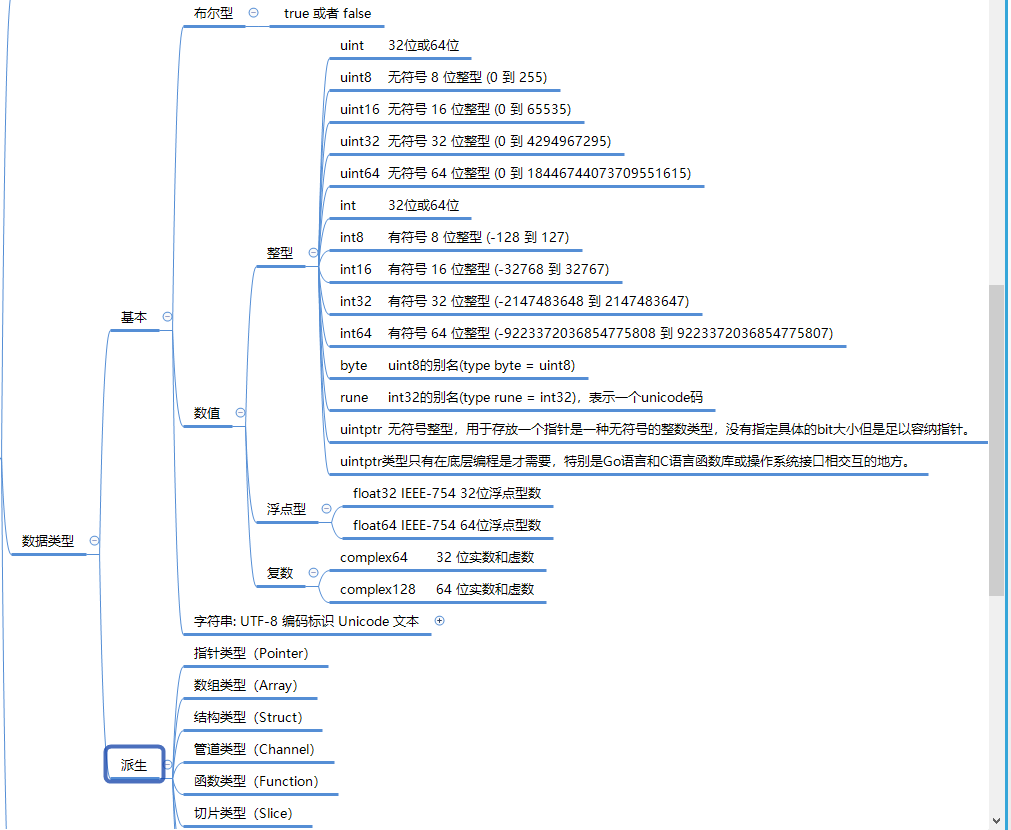 布尔型 true 或者 false
uint 32位或64位
uint8 无符号 8 位整型 (0 到 255)
uint16 无符号 16 位整型 (0 到 65535)
uint32 无符号 32 位整型 (0 到 4294967295)
uint64 无符号 64 位整型 (0 到 18446744073709551615)
int 32位或64位
int8 有符号 8 位整型 (-128 到 127)
整型
int16 有符号 16 位整型 (-32768 到 32767)
int32 有符号 32 位整型 (-2147483648 到 2147483647)
基本
int64 有符号 64 位整型 (-9223372036854775808 到 9223372036854775807)
byte uint8的别名(type byte = uint8)
rune int32的别名(type rune = int32)，表示一个unicode码
数值
uintptr 无符号整型，用于存放一个指针是一种无符号的整数类型，没有指定具体的bit大小但是足以容纳指针。
uintptr类型只有在底层编程是才需要，特别是Go语言和C语言函数库或操作系统接口相交互的地方。
float32 IEEE-754 32位浮点型数
浮点型
float64 IEEE-754 64位浮点型数
数据类型
complex64 32 位实数和虚数
复数
complex128 64 位实数和虚数
字符串: UTF-8 编码标识 Unicode 文本
指针类型（Pointer）
数组类型（Array）
结构类型（Struct）
管道类型（Channel）
派生
函数类型（Function）
切片类型（Slice）